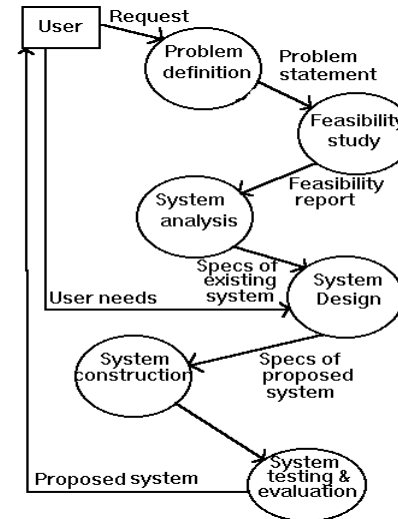 User
Request
Problem
definition
Problem
statement
Feasibility
study
Feasibility
report
System
analysis
Specs of
existing
system
System
Design
User needs
Specs of
proposed
system
System
construction
System
testing &
evaluation
Proposed system